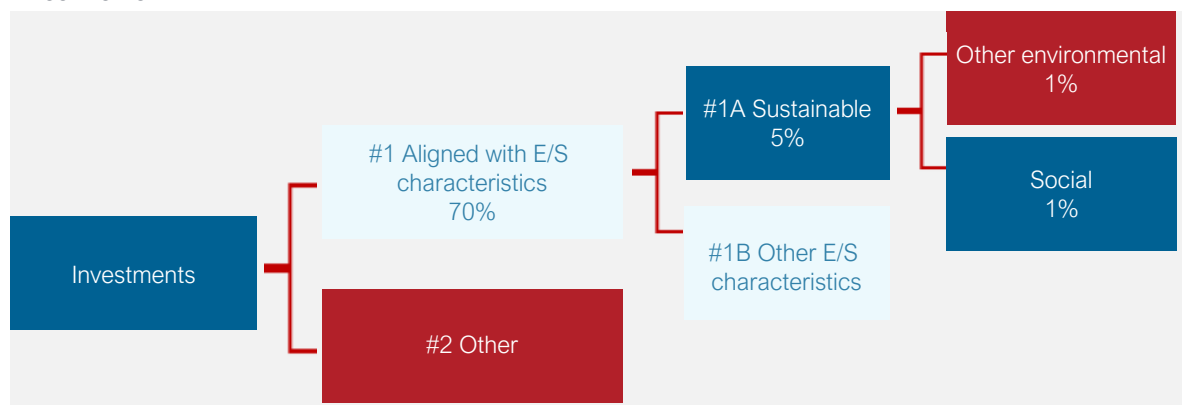 Investments
#1 Aligned with E/S
characteristics
70%
#2 Other
#1A Sustainable
5%
#1B Other E/S
characteristics
Other environmental
1%
Social
1%